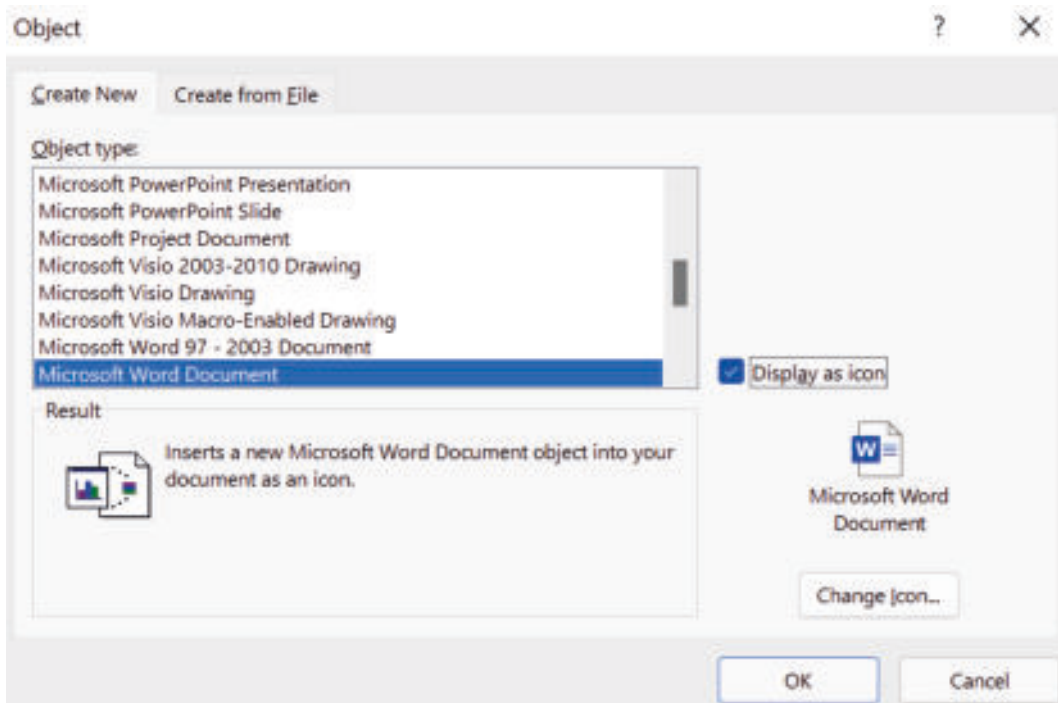 Object
?
Create New
Create from File
Object type:
Microsoft PowerPoint Presentation
Microsoft PowerPoint Slide
Microsoft Project Document
Microsoft Visio 2003-2010 Drawing
Microsoft Visio Drawing
Microsoft Visio Macro-Enabled Drawing
Microsoft Word 97 - 2003 Document
Microsoft Word Document
Display as icon
Result
Inserts a new Microsoft Word Document object into your
document as an icon.
W
Microsoft Word
Document
Change Icon...
OK
Cancel